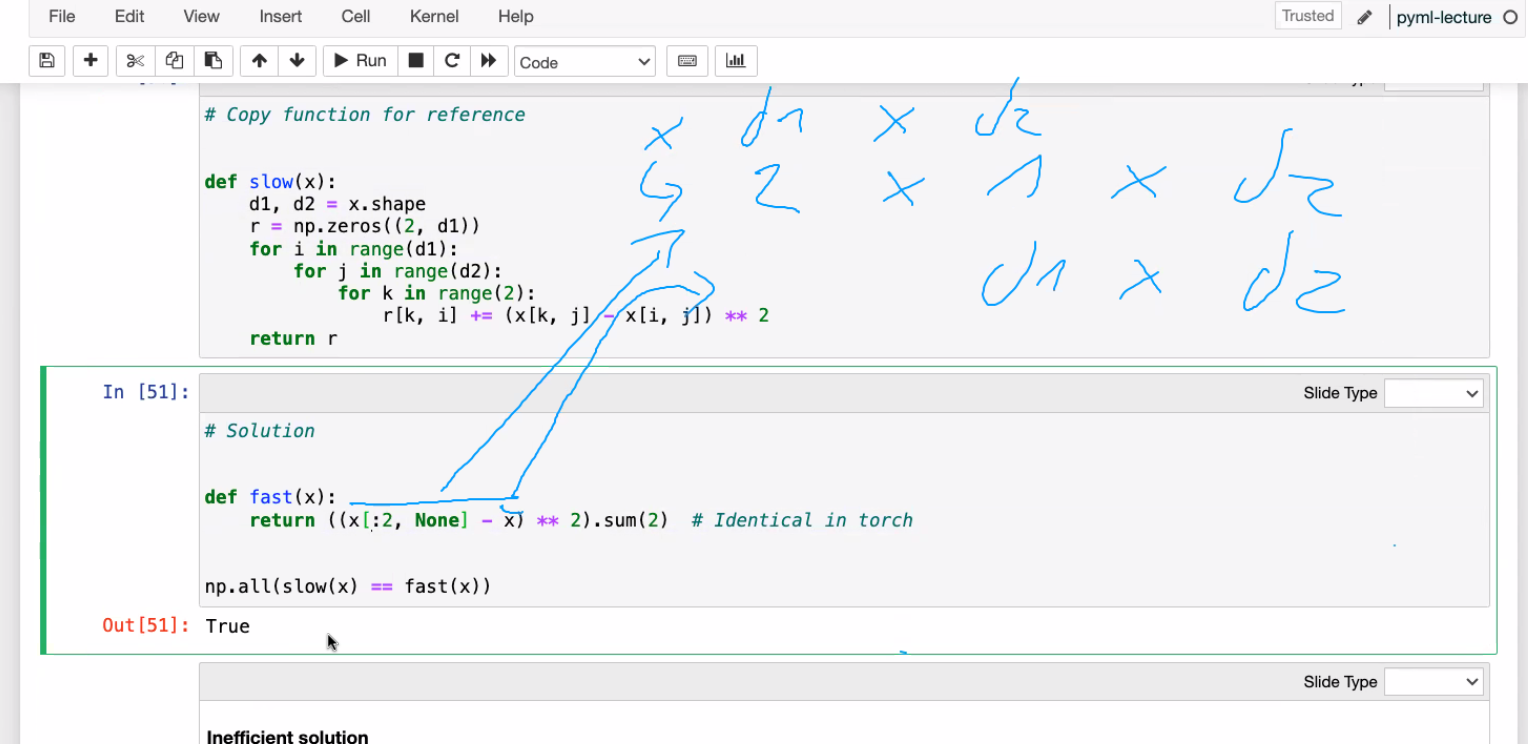 File Edit View Insert Cell Kernel Help Trusted pyml-lecture
Run Code
# Copy function for reference
x d1 x d2
def slow(x):
2 x 1 x d2
    d1, d2 = x.shape
    r = np.zeros((2, d1))
    for i in range(d1):
        for j in range(d2):
d1 x d2
            for k in range(2):
                r[k, i] += (x[k, j] - x[i, j]) ** 2
    return r
In [51]:
Slide Type
# Solution
def fast(x):
    return ((x[:2, None] - x) ** 2).sum(2)  # Identical in torch
np.all(slow(x) == fast(x))
Out[51]: True
Slide Type
Inefficient solution